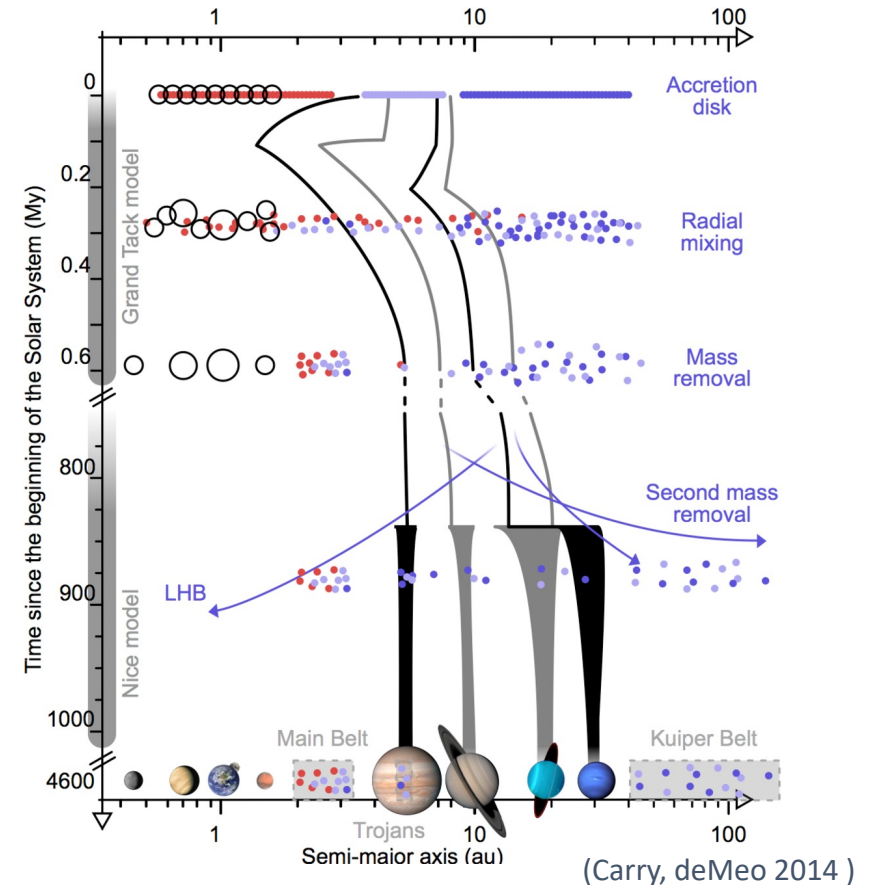 1
10
100
0
Accretion
disk
0.2
Radial
mixing
0.4
0.6
Mass
removal
Grand Tack model
Time since the beginning of the Solar System (My)
800
Second mass
removal
LHB
900
Nice model
1000
Main Belt
Kuiper Belt
4600
Trojans
1
10
100
Semi-maior axis (au)
(Carry, deMeo 2014 )